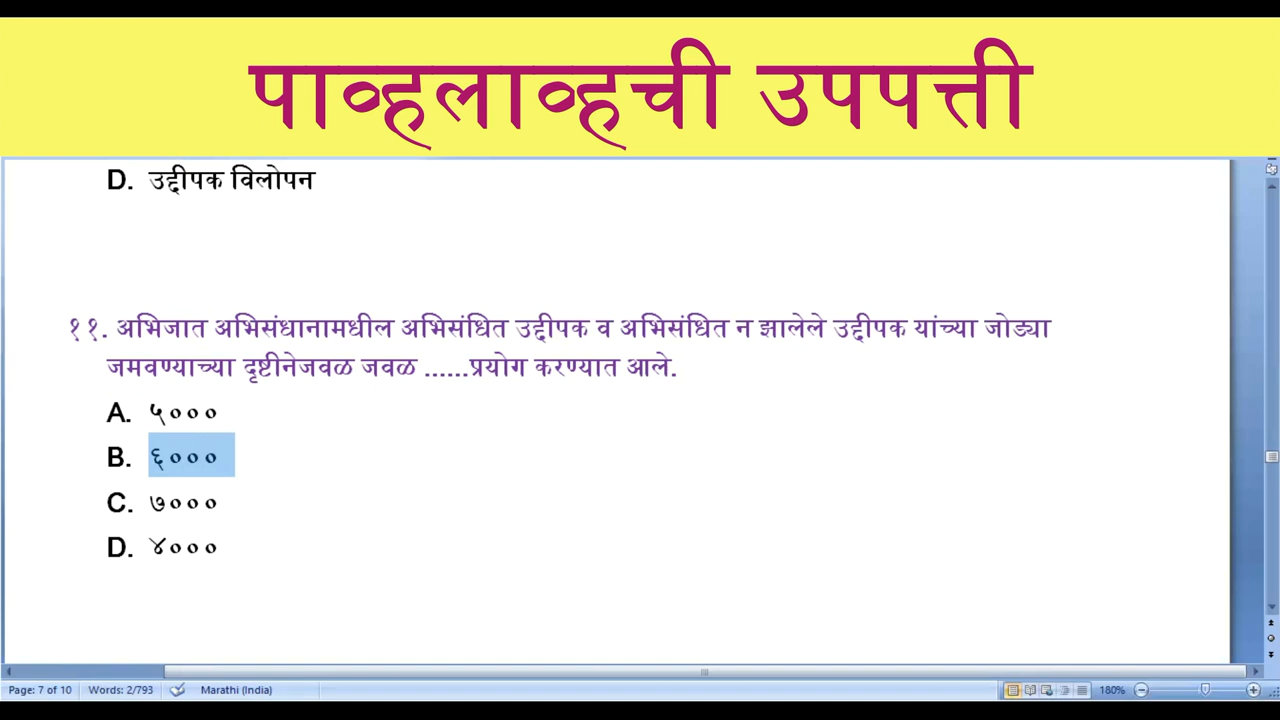 पाव्हलाव्हची उपपत्ती
D. उद्दीपक विलोपन
११. अभिजात अभिसंधानामधील अभिसंधित उद्दीपक व अभिसंधित न झालेले उद्दीपक यांच्या जोड्या
जमवण्याच्या दृष्टीनेजवळ जवळ ......प्रयोग करण्यात आले.
A. ५०००
B. ६०००
C. ७०००
D. ४०००
Page: 7 of 10 Words: 2/793 Marathi (India) 180%